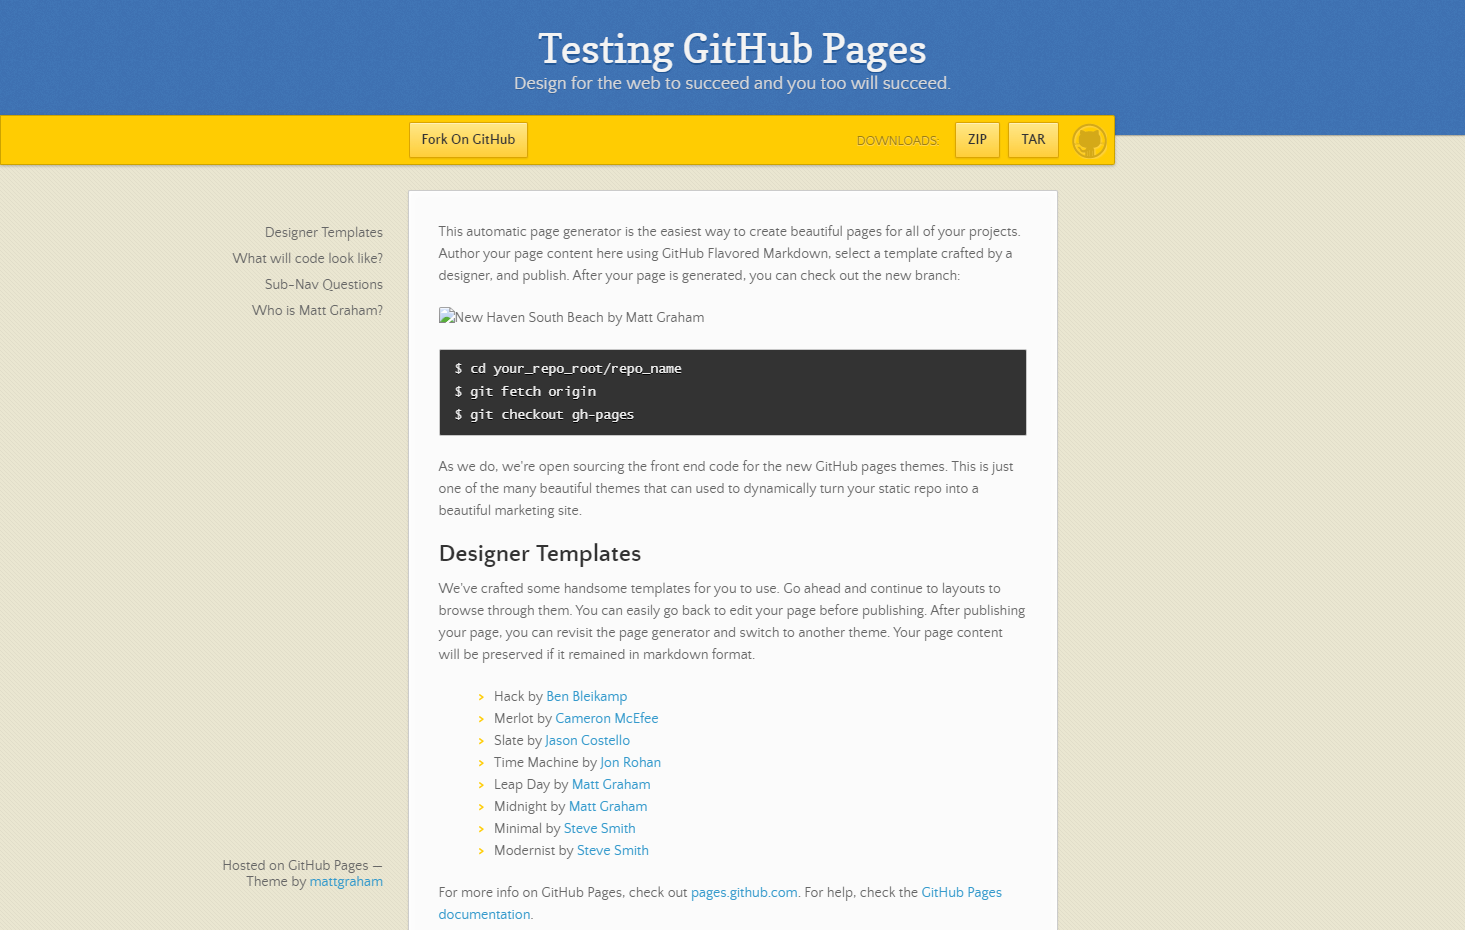 Testing GitHub Pages
Design for the web to succeed and you too will succeed.
Fork On GitHub
DOWNLOADS:
ZIP
TAR
Designer Templates
What will code look like?
Sub-Nav Questions
Who is Matt Graham?
This automatic page generator is the easiest way to create beautiful pages for all of your projects.
Author your page content here using GitHub Flavored Markdown, select a template crafted by a
designer, and publish. After your page is generated, you can check out the new branch:
New Haven South Beach by Matt Graham
$ cd your_repo_root/repo_name
$ git fetch origin
$ git checkout gh-pages
As we do, we're open sourcing the front end code for the new GitHub pages themes. This is just
one of the many beautiful themes that can used to dynamically turn your static repo into a
beautiful marketing site.
Designer Templates
We've crafted some handsome templates for you to use. Go ahead and continue to layouts to
browse through them. You can easily go back to edit your page before publishing. After publishing
your page, you can revisit the page generator and switch to another theme. Your page content
will be preserved if it remained in markdown format.
Hack by Ben Bleikamp
Merlot by Cameron McEfee
Slate by Jason Costello
Time Machine by Jon Rohan
Leap Day by Matt Graham
Midnight by Matt Graham
Minimal by Steve Smith
Modernist by Steve Smith
Hosted on GitHub Pages —
Theme by mattgraham
For more info on GitHub Pages, check out pages.github.com. For help, check the GitHub Pages
documentation.